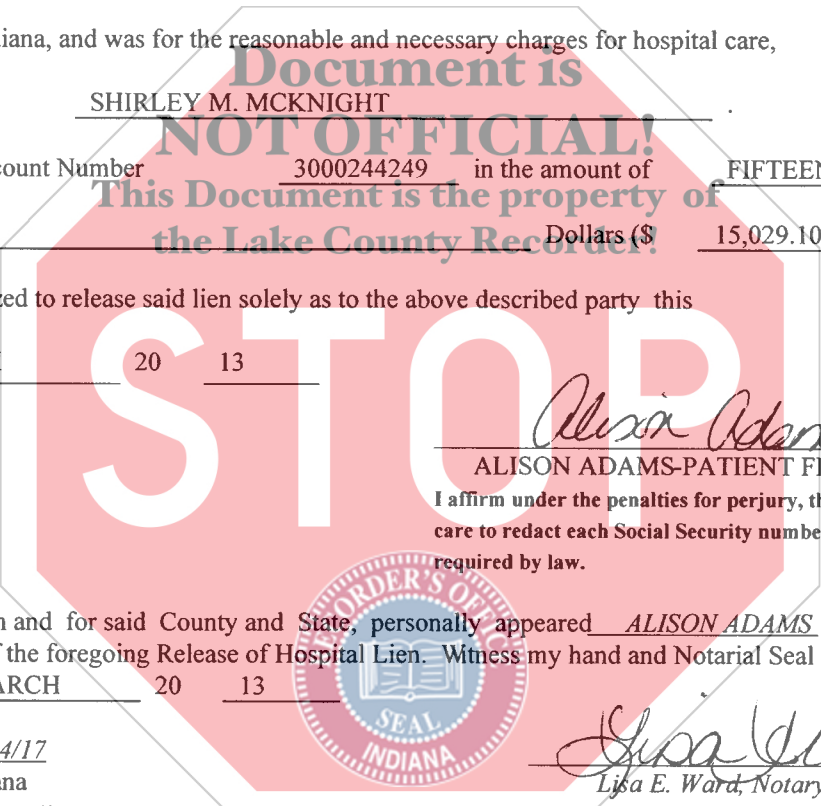 iana, and was for the reasonable and necessary charges for hospital care,
Document is
SHIRLEY M. MCKNIGHT
NOT OFFICIAL!
count Number 3000244249 in the amount of FIFTEEN
This Document is the property of
the Lake County Recorder!
Dollars ($ 15,029.10
zed to release said lien solely as to the above described party this
20 13
STOP
Alison Adam
ALISON ADAMS-PATIENT FI
I affirm under the penalties for perjury, th
care to redact each Social Security numbe
required by law.
RECORDER'S OFFICE
n and for said County and State, personally appeared ALISON ADAMS
f the foregoing Release of Hospital Lien. Witness my hand and Notarial Seal
ARCH 20 13
SEAL
INDIANA
4/17
ana
Lisa
Lisa E. Ward, Notary